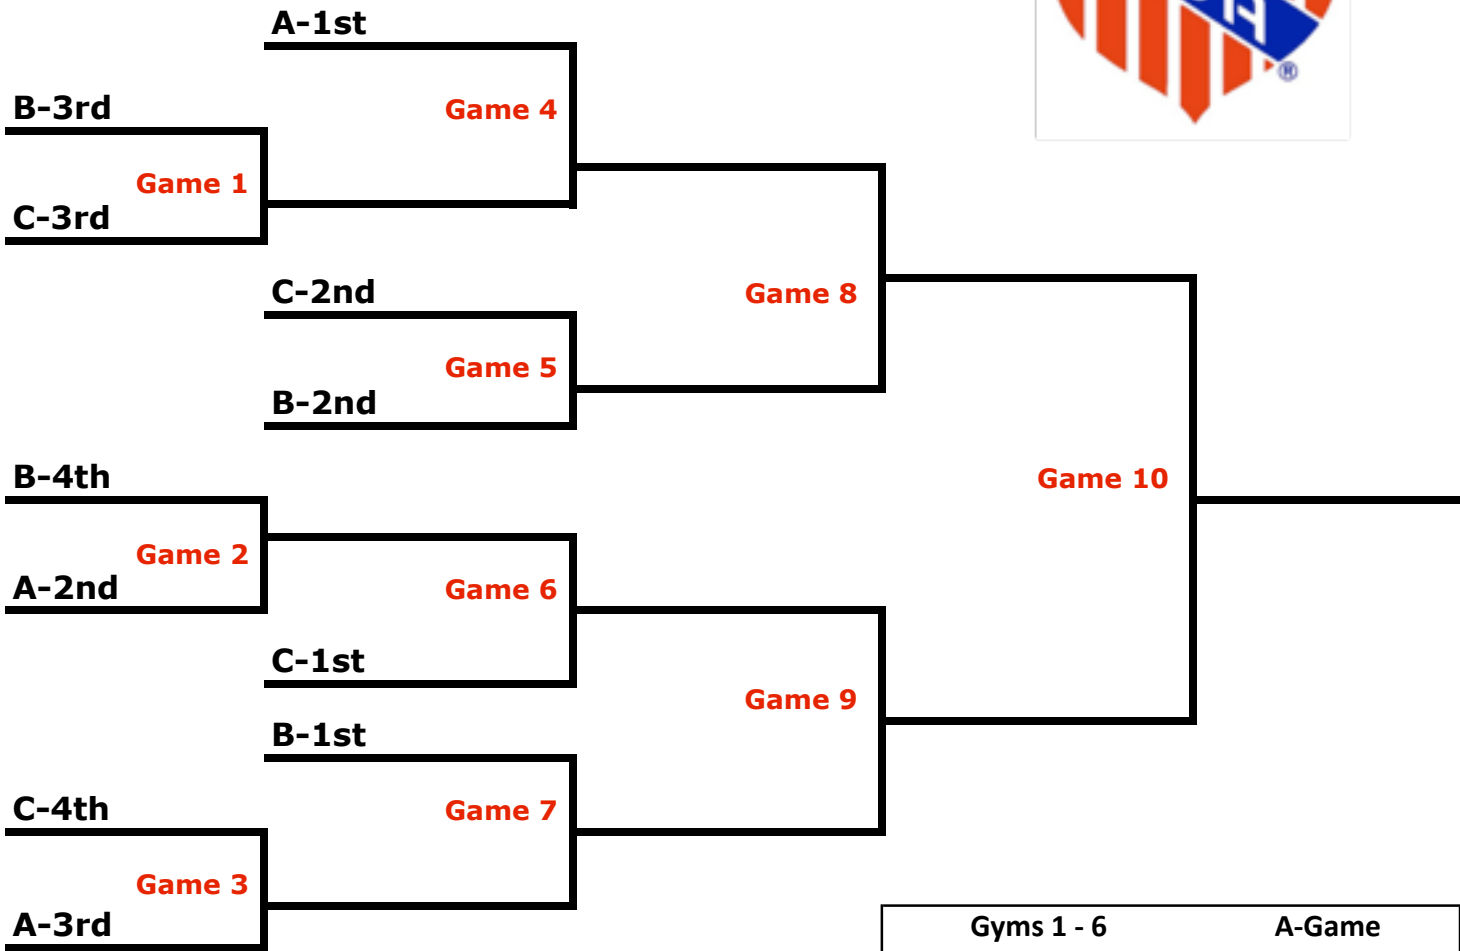 A-1st
B-3rd
Game 4
Game 1
C-3rd
C-2nd
Game 8
Game 5
B-2nd
B-4th
Game 10
Game 2
A-2nd
Game 6
C-1st
Game 9
B-1st
C-4th
Game 7
Game 3
A-3rd
Gyms 1 - 6 A-Game